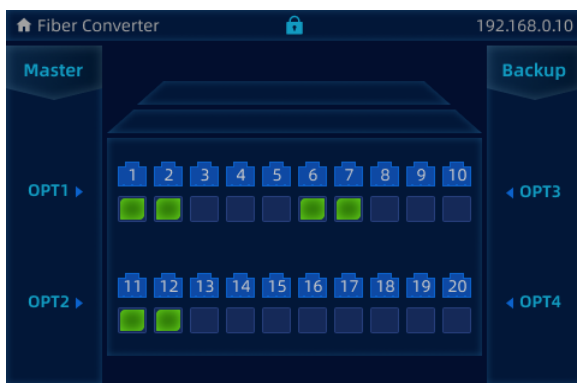 Fiber Converter 192.168.0.10
Master Backup
1 2 3 4 5 6 7 8 9 10
OPT1 OPT3
11 12 13 14 15 16 17 18 19 20
OPT2 OPT4